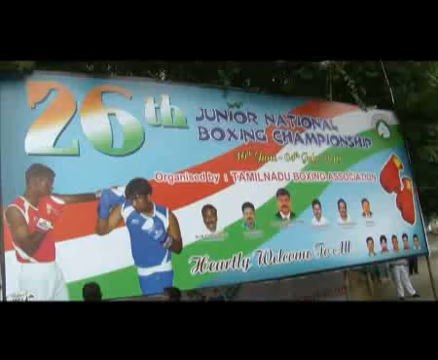 26th
JUNIOR NATIONAL
BOXING CHAMPIONSHIP
Organised by : TAMILNADU BOXING ASSOCIATION
Heartly Welcome To All